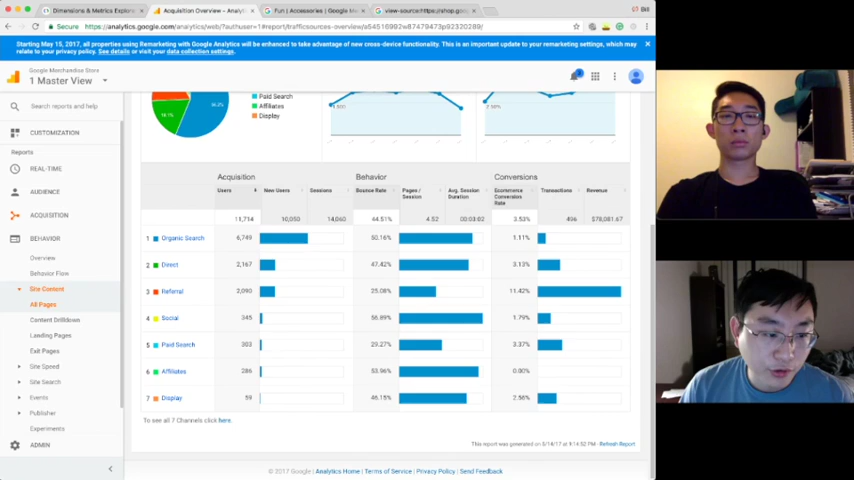 Dimensions & Metrics Explore
Acquisition Overview - Analyti
Fun | Accessories | Google Me
view-source:https://shop.goo
Bill
Secure
https://analytics.google.com/analytics/web/?authuser=1#report/trafficsources-overview/a54516992w87479473p92320289/
Starting May 15, 2017, all properties using Remarketing with Google Analytics will be enhanced to take advantage of new cross-device functionality. This is an important update to your remarketing settings, which may
relate to your privacy policy. See details or visit your data collection settings.
Google Merchandise Store
1 Master View
Search reports and help
CUSTOMIZATION
Reports
REAL-TIME
AUDIENCE
ACQUISITION
BEHAVIOR
Overview
Behavior Flow
Site Content
All Pages
Content Drilldown
Landing Pages
Exit Pages
Site Speed
Site Search
Events
Publisher
Experiments
ADMIN
Paid Search
Affiliates
Display
Acquisition Behavior Conversions
Users New Users Sessions Bounce Rate Pages / Session Avg. Session Duration Ecommerce Conversion Rate Transactions Revenue
11,714 10,050 14,060 44.51% 4.52 00:03:02 3.53% 496 $78,081.67
1 Organic Search 6,749 50.16% 1.11%
2 Direct 2,167 47.42% 3.13%
3 Referral 2,090 25.08% 11.42%
4 Social 345 56.89% 1.79%
5 Paid Search 303 29.27% 3.37%
6 Affiliates 286 53.96% 0.00%
7 Display 59 46.15% 2.56%
To see all 7 Channels click here.
This report was generated on 5/14/17 at 9:14:52 PM - Refresh Report
© 2017 Google | Analytics Home | Terms of Service | Privacy Policy | Send Feedback